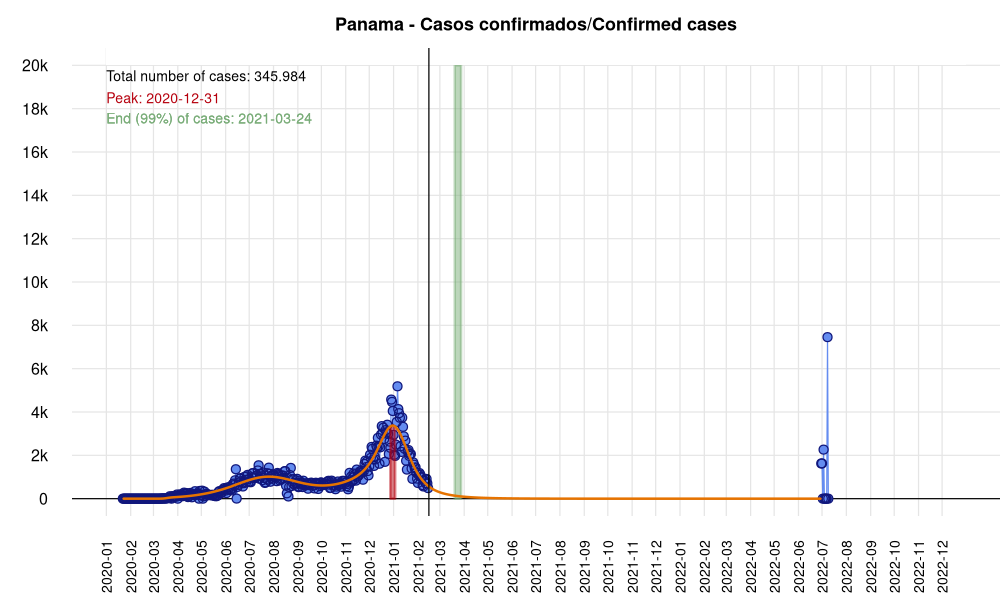 Panama - Casos confirmados/Confirmed cases
Total number of cases: 345.984
Peak: 2020-12-31
End (99%) of cases: 2021-03-24
20k
18k
16k
14k
12k
10k
8k
6k
4k
2k
0
2020-01
2020-02
2020-03
2020-04
2020-05
2020-06
2020-07
2020-08
2020-09
2020-10
2020-11
2020-12
2021-01
2021-02
2021-03
2021-04
2021-05
2021-06
2021-07
2021-08
2021-09
2021-10
2021-11
2021-12
2022-01
2022-02
2022-03
2022-04
2022-05
2022-06
2022-07
2022-08
2022-09
2022-10
2022-11
2022-12